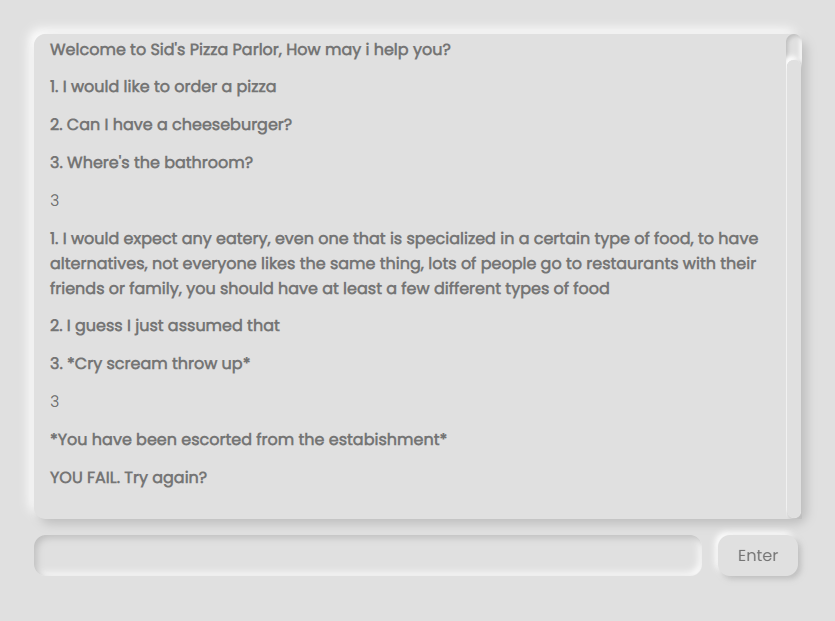 Welcome to Sid's Pizza Parlor, How may i help you?
1. I would like to order a pizza
2. Can I have a cheeseburger?
3. Where's the bathroom?
3
1. I would expect any eatery, even one that is specialized in a certain type of food, to have
alternatives, not everyone likes the same thing, lots of people go to restaurants with their
friends or family, you should have at least a few different types of food
2. I guess I just assumed that
3. *Cry scream throw up*
3
*You have been escorted from the estabishment*
YOU FAIL. Try again?
Enter